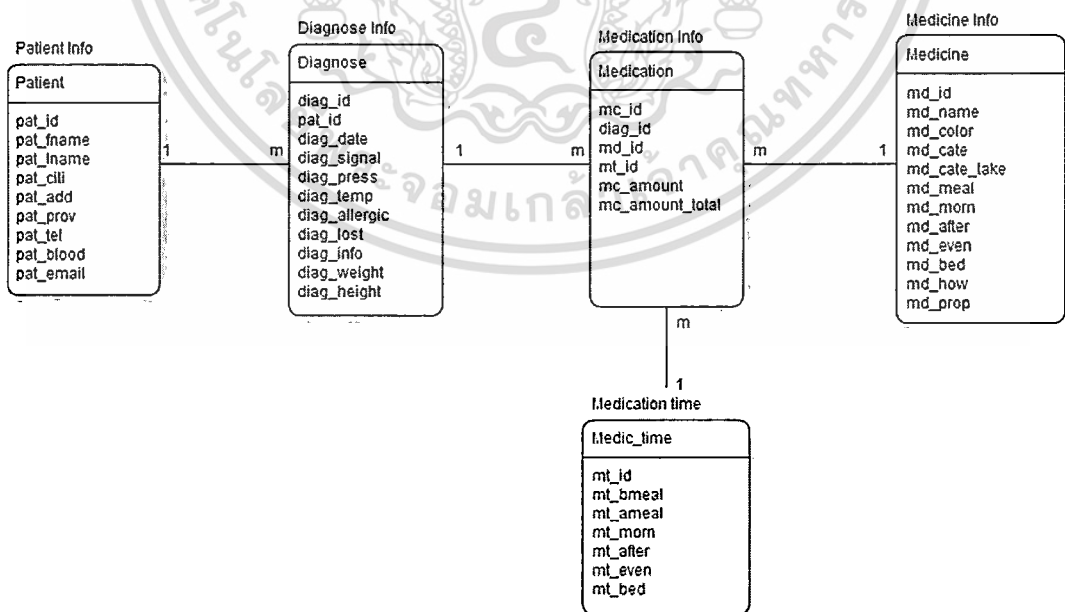 Patient Info
Patient
pat_id
pat_fname
pat_lname
pat_citi
pat_add
pat_prov
pat_tel
pat_blood
pat_email
1
m
Diagnose Info
Diagnose
diag_id
pat_id
diag_date
diag_signal
diag_press
diag_temp
diag_allergic
diag_lost
diag_info
diag_weight
diag_height
1
m
Medication Info
Medication
mc_id
diag_id
md_id
mt_id
mc_amount
mc_amount_total
m
1
Medicine Info
Medicine
md_id
md_name
md_color
md_cate
md_cate_lake
md_meal
md_morn
md_after
md_even
md_bed
md_how
md_prop
m
1
Medication time
Medic_time
mt_id
mt_bmeal
mt_ameal
mt_morn
mt_after
mt_even
mt_bed